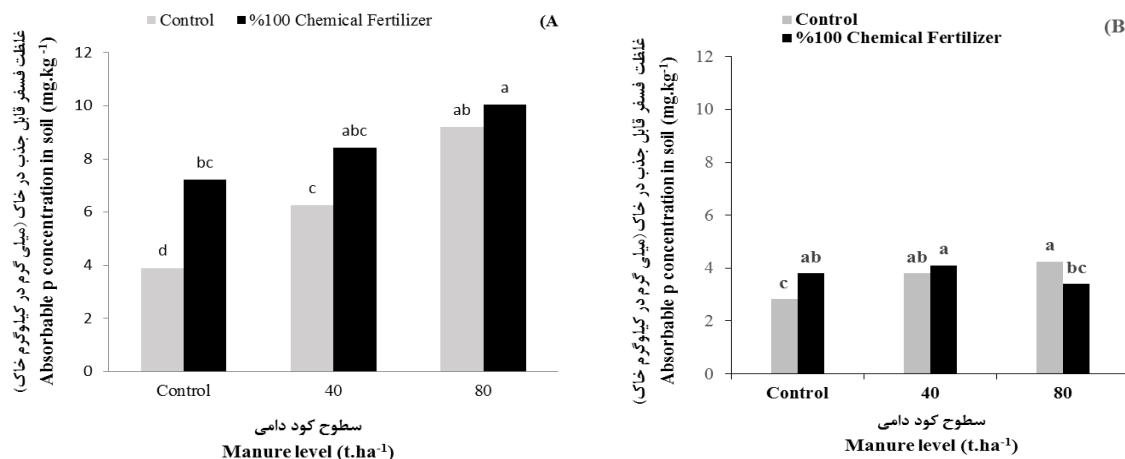 Control %100 Chemical Fertilizer (A
12
10
8
6
4
2
0
غلظت فسفر قابل جذب در خاک (میلی گرم در کیلوگرم خاک)
Absorbable p concentration in soil (mg.kg-1)
d
bc
c
abc
ab
a
Control 40 80
سطوح کود دامی
Manure level (t.ha-1)
Control
%100 Chemical Fertilizer
(B
12
10
8
6
4
2
0
غلظت فسفر قابل جذب در خاک (میلی گرم در کیلوگرم خاک)
Absorbable p concentration in soil (mg.kg-1)
c
ab
ab
a
a
bc
Control 40 80
سطوح کود دامی
Manure level (t.ha-1)